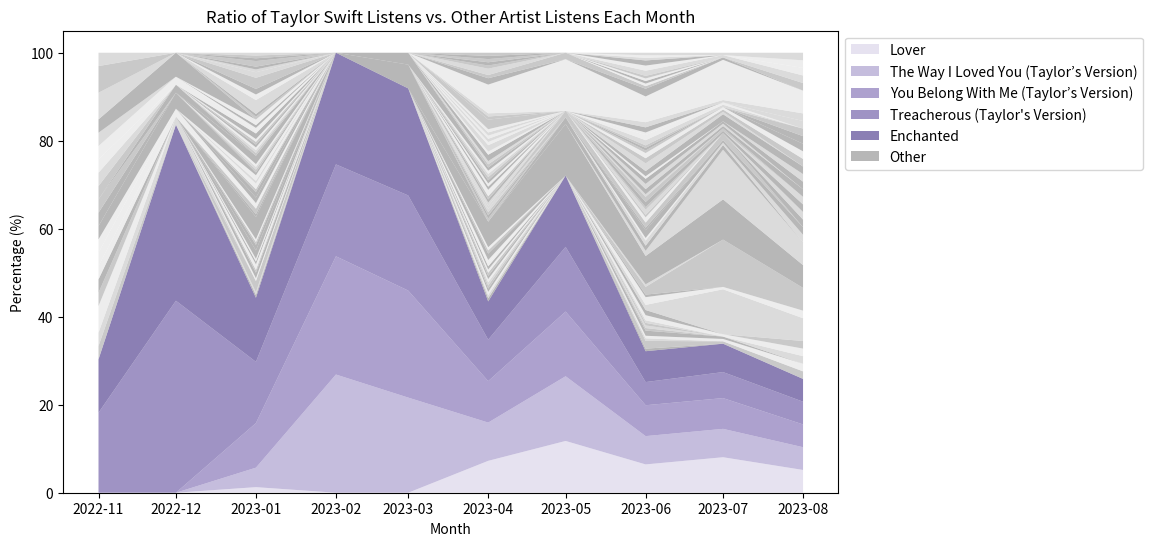 Ratio of Taylor Swift Listens vs. Other Artist Listens Each Month
100
80
60
40
20
0
Percentage (%)
2022-11
2022-12
2023-01
2023-02
2023-03
2023-04
2023-05
2023-06
2023-07
2023-08
Month
Lover
The Way I Loved You (Taylor’s Version)
You Belong With Me (Taylor’s Version)
Treacherous (Taylor's Version)
Enchanted
Other